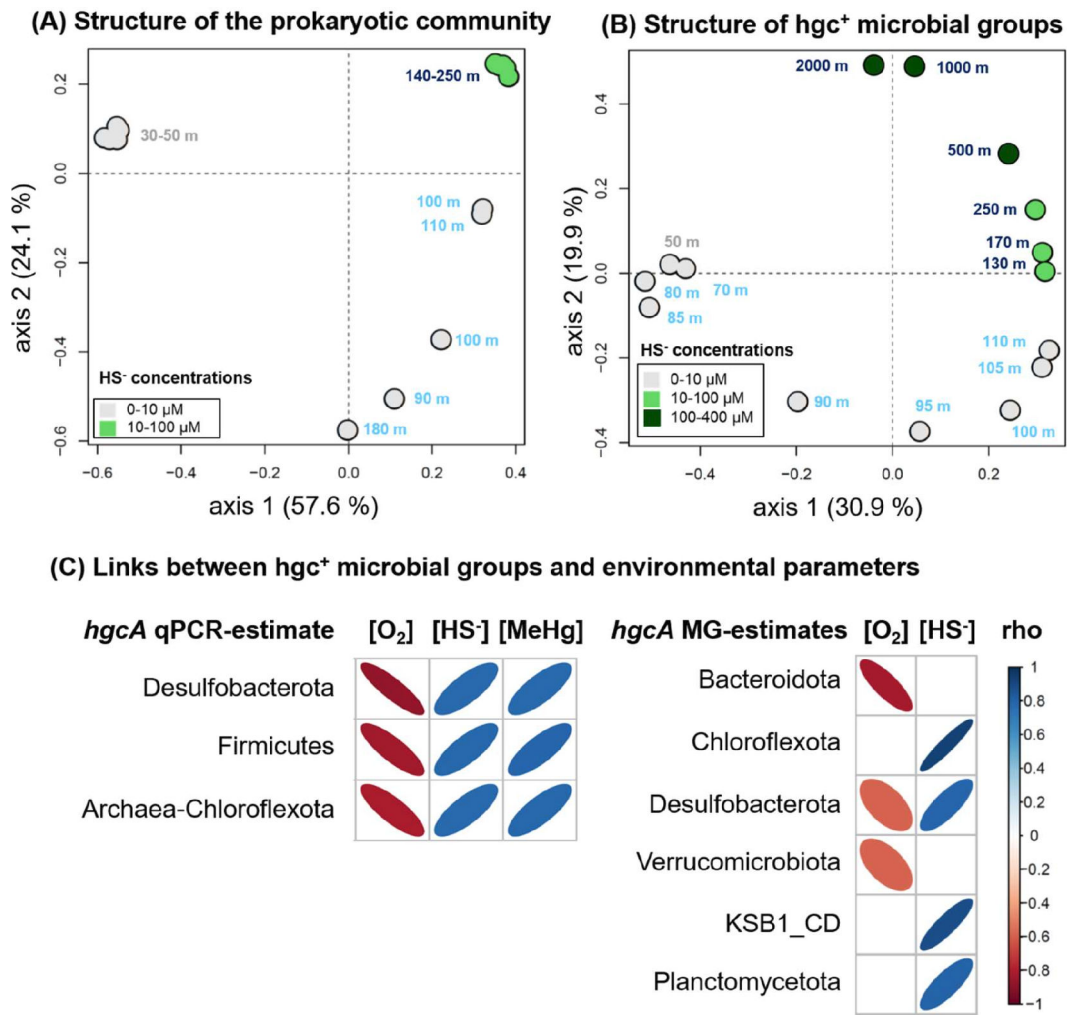 (A) Structure of the prokaryotic community
0.2
0.0
−0.2
−0.4
−0.6
axis 2 (24.1 %)
140-250 m
30-50 m
100 m
110 m
100 m
90 m
180 m
HS⁻ concentrations
0-10 µM
10-100 µM
−0.6
−0.4
−0.2
0.0
0.2
0.4
axis 1 (57.6 %)
(B) Structure of hgc⁺ microbial groups
0.4
0.2
0.0
−0.2
−0.4
axis 2 (19.9 %)
2000 m
1000 m
500 m
250 m
170 m
130 m
50 m
80 m
70 m
85 m
110 m
105 m
90 m
95 m
100 m
HS⁻ concentrations
0-10 µM
10-100 µM
100-400 µM
−0.4
−0.2
0.0
0.2
axis 1 (30.9 %)
(C) Links between hgc⁺ microbial groups and environmental parameters
hgcA qPCR-estimate [O₂] [HS⁻] [MeHg]
Desulfobacterota
Firmicutes
Archaea-Chloroflexota
hgcA MG-estimates [O₂] [HS⁻] rho
Bacteroidota
Chloroflexota
Desulfobacterota
Verrucomicrobiota
KSB1_CD
Planctomycetota
1
0.8
0.6
0.4
0.2
0
0.2
0.4
0.6
0.8
−1